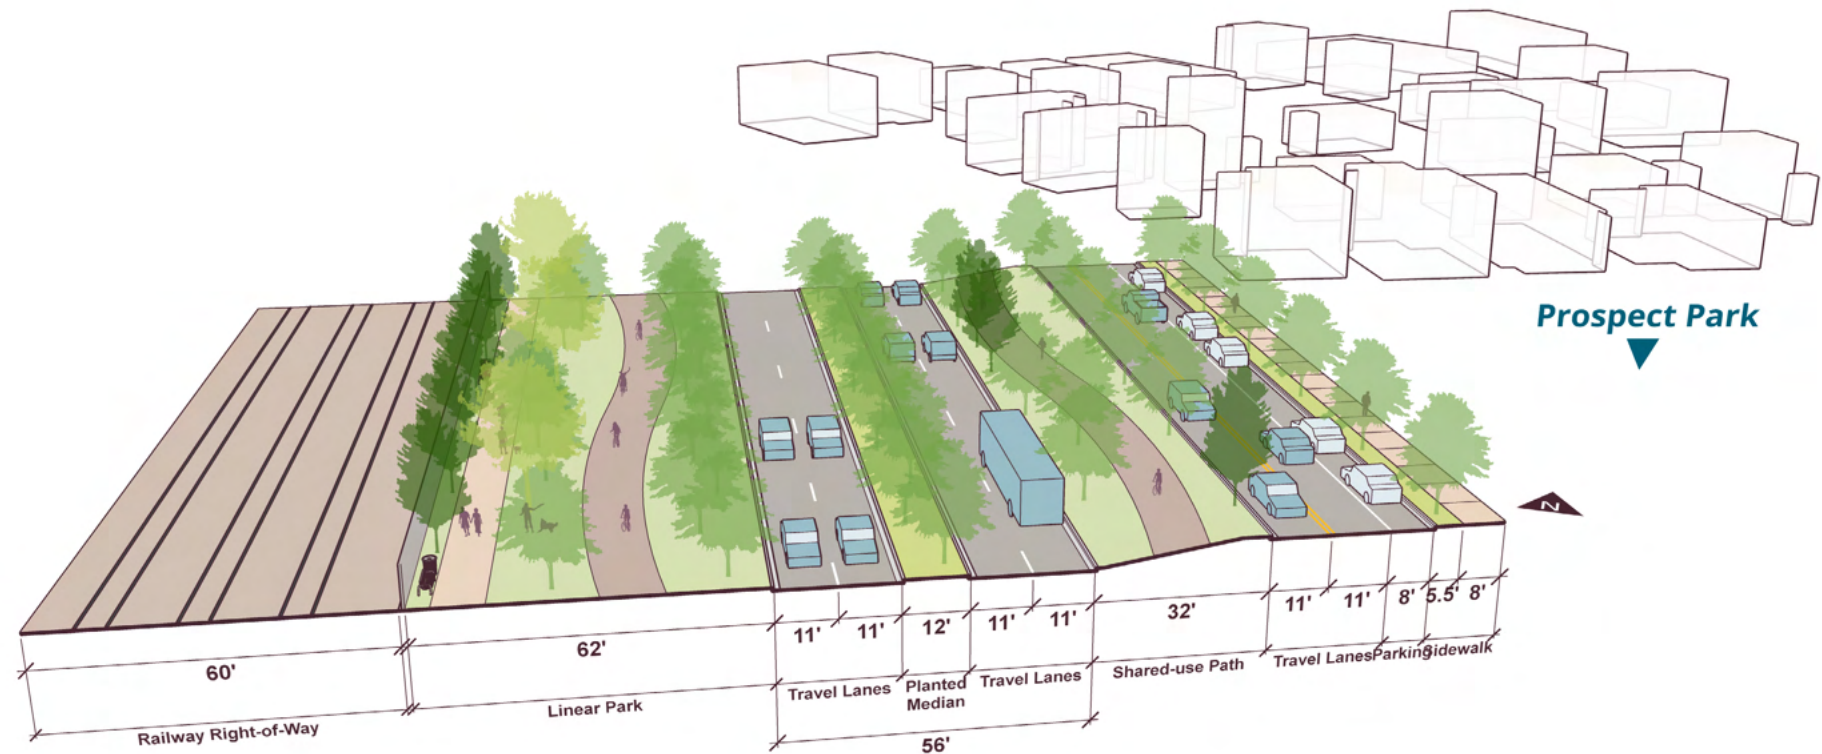 Prospect Park
N
60'
62'
11'
11'
12'
11'
11'
32'
11'
11'
8'
5.5'
8'
Railway Right-of-Way
Linear Park
Travel Lanes
Planted
Median
Travel Lanes
Shared-use Path
Travel Lanes
Parking
Sidewalk
56'